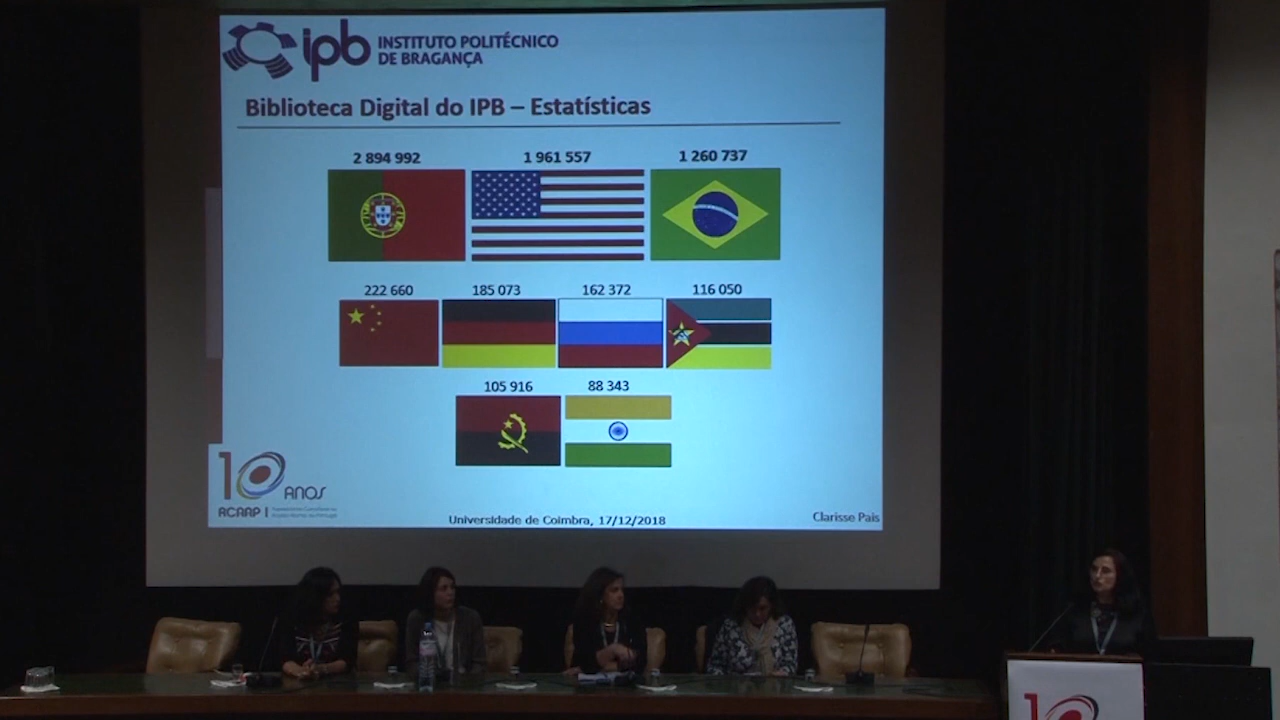 ipb INSTITUTO POLITÉCNICO
DE BRAGANÇA
Biblioteca Digital do IPB – Estatísticas
2 894 992 1 961 557 1 260 737
222 660 185 073 162 372 116 050
105 916 88 343
10 ANOS
RCAAP
Universidade de Coimbra, 17/12/2018
Clarisse Pais
10